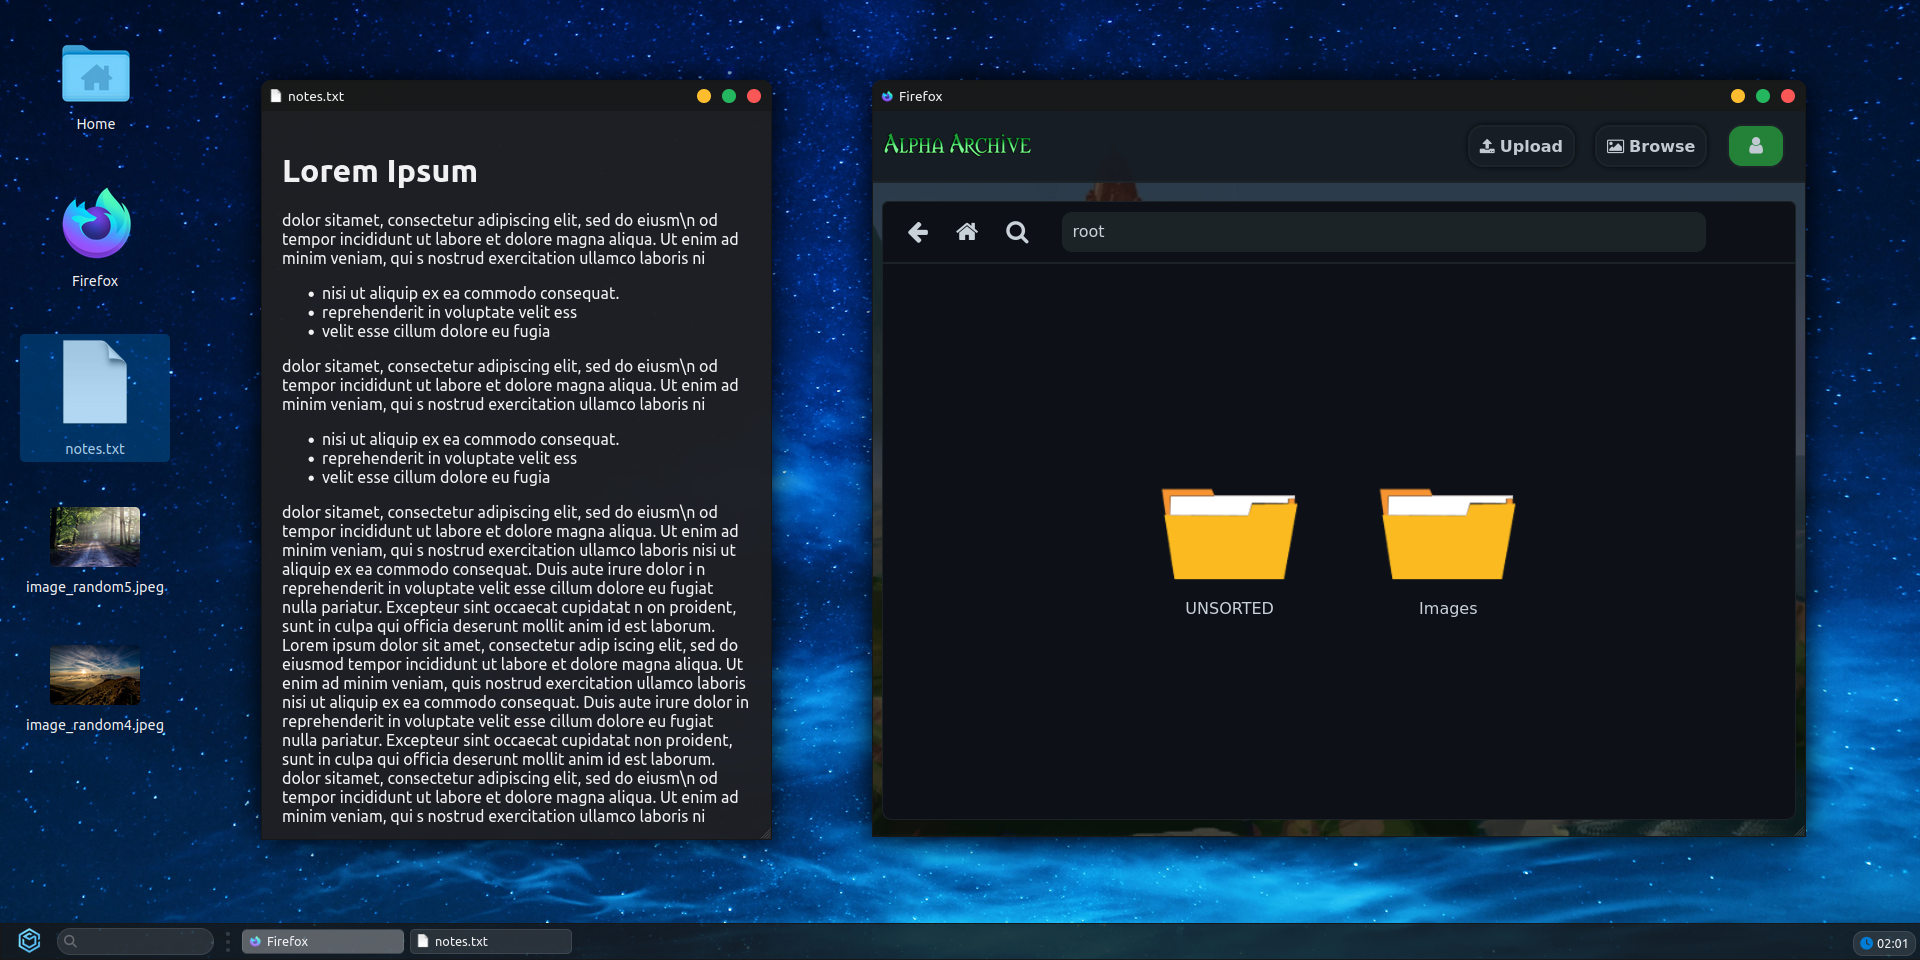 Home
Firefox
notes.txt
image_random5.jpeg
image_random4.jpeg
notes.txt
Lorem Ipsum
dolor sitamet, consectetur adipiscing elit, sed do eiusm\n od
tempor incididunt ut labore et dolore magna aliqua. Ut enim ad
minim veniam, qui s nostrud exercitation ullamco laboris ni
• nisi ut aliquip ex ea commodo consequat.
• reprehenderit in voluptate velit ess
• velit esse cillum dolore eu fugia
dolor sitamet, consectetur adipiscing elit, sed do eiusm\n od
tempor incididunt ut labore et dolore magna aliqua. Ut enim ad
minim veniam, qui s nostrud exercitation ullamco laboris ni
• nisi ut aliquip ex ea commodo consequat.
• reprehenderit in voluptate velit ess
• velit esse cillum dolore eu fugia
dolor sitamet, consectetur adipiscing elit, sed do eiusm\n od
tempor incididunt ut labore et dolore magna aliqua. Ut enim ad
minim veniam, qui s nostrud exercitation ullamco laboris nisi ut
aliquip ex ea commodo consequat. Duis aute irure dolor i n
reprehenderit in voluptate velit esse cillum dolore eu fugiat
nulla pariatur. Excepteur sint occaecat cupidatat n on proident,
sunt in culpa qui officia deserunt mollit anim id est laborum.
Lorem ipsum dolor sit amet, consectetur adip iscing elit, sed do
eiusmod tempor incididunt ut labore et dolore magna aliqua. Ut
enim ad minim veniam, quis nostrud exercitation ullamco laboris
nisi ut aliquip ex ea commodo consequat. Duis aute irure dolor in
reprehenderit in voluptate velit esse cillum dolore eu fugiat
nulla pariatur. Excepteur sint occaecat cupidatat non proident,
sunt in culpa qui officia deserunt mollit anim id est laborum.
dolor sitamet, consectetur adipiscing elit, sed do eiusm\n od
tempor incididunt ut labore et dolore magna aliqua. Ut enim ad
minim veniam, qui s nostrud exercitation ullamco laboris ni
Firefox
Alpha Archive
Upload
Browse
root
UNSORTED
Images
Firefox
notes.txt
02:01